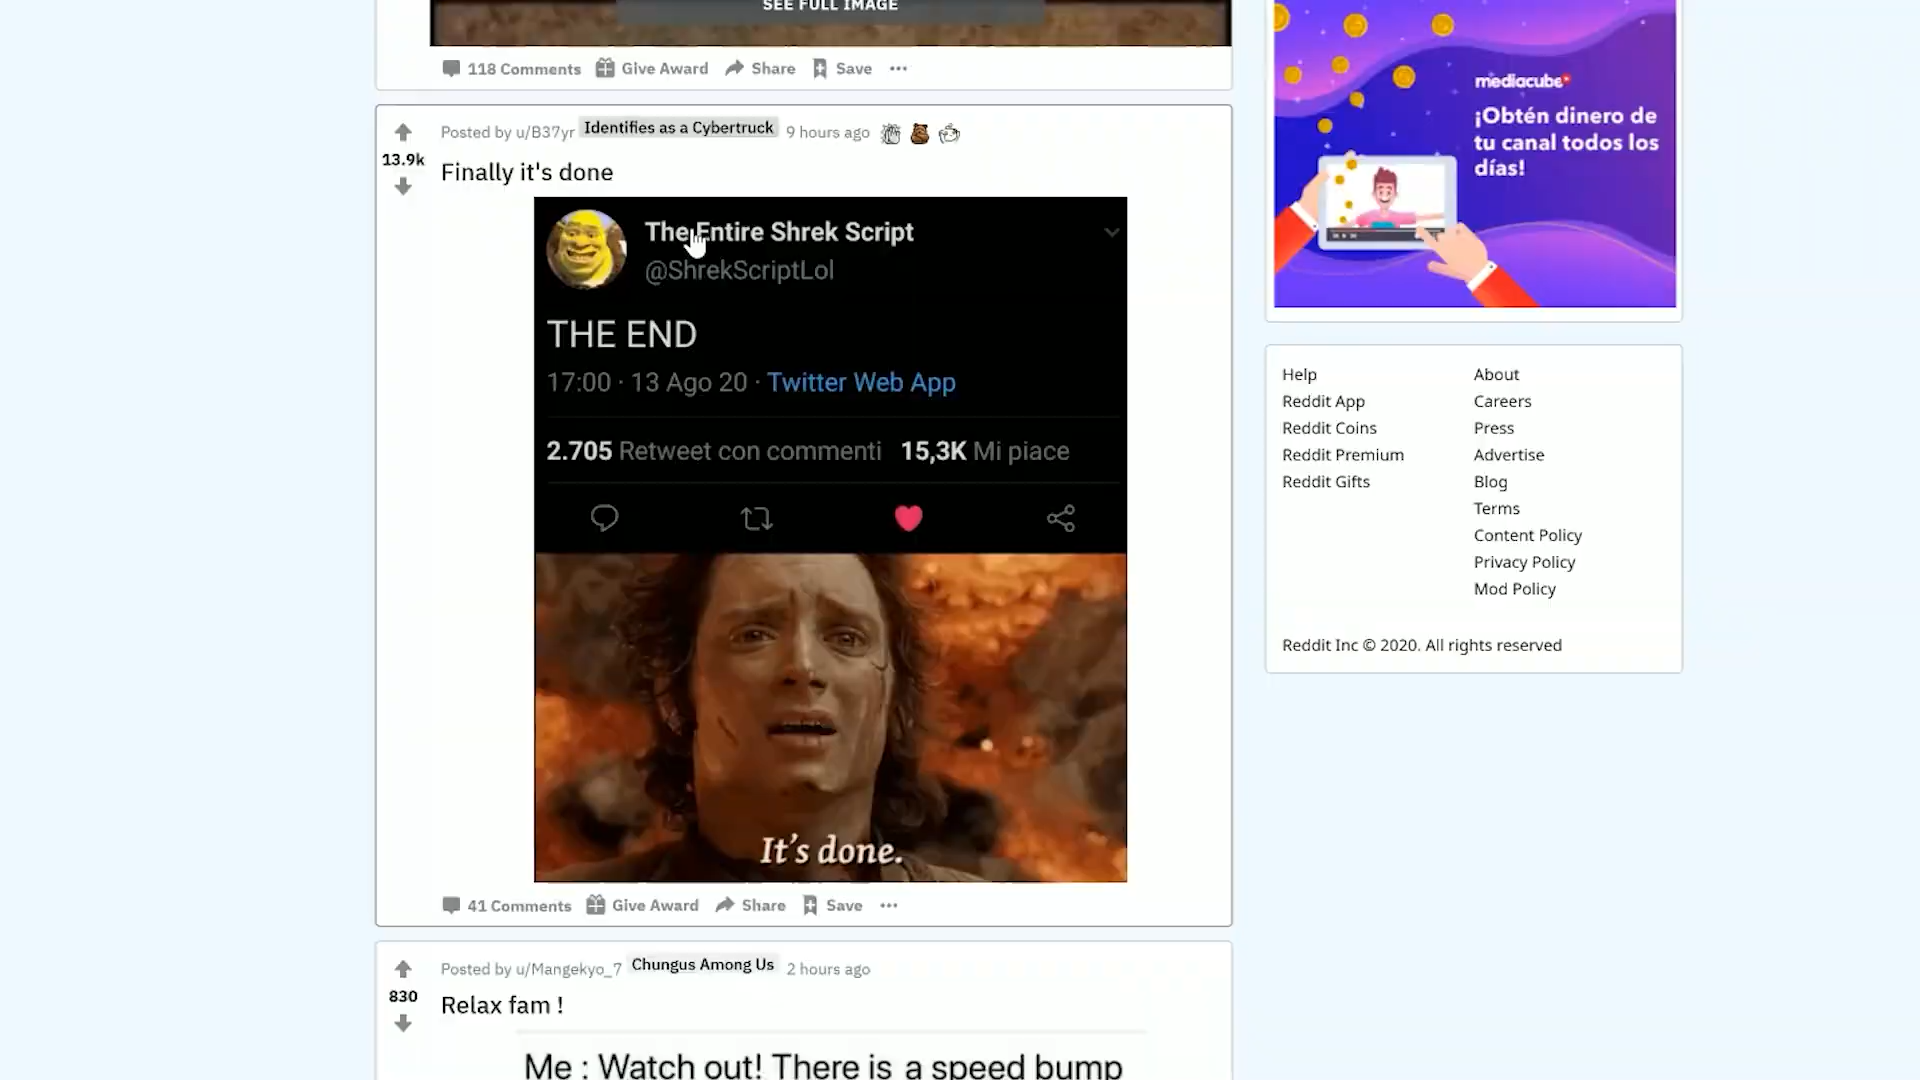 SEE FULL IMAGE
118 Comments Give Award Share Save
Posted by u/B37yr Identifies as a Cybertruck 9 hours ago
13.9k
Finally it's done
The Entire Shrek Script
@ShrekScriptLol
THE END
17:00 · 13 Ago 20 · Twitter Web App
2.705 Retweet con commenti 15,3K Mi piace
It's done.
41 Comments Give Award Share Save
Posted by u/Mangekyo_7 Chungus Among Us 2 hours ago
830
Relax fam !
Me : Watch out! There is a speed bump
mediacube
¡Obtén dinero de
tu canal todos los
días!
Help
Reddit App
Reddit Coins
Reddit Premium
Reddit Gifts
About
Careers
Press
Advertise
Blog
Terms
Content Policy
Privacy Policy
Mod Policy
Reddit Inc © 2020. All rights reserved